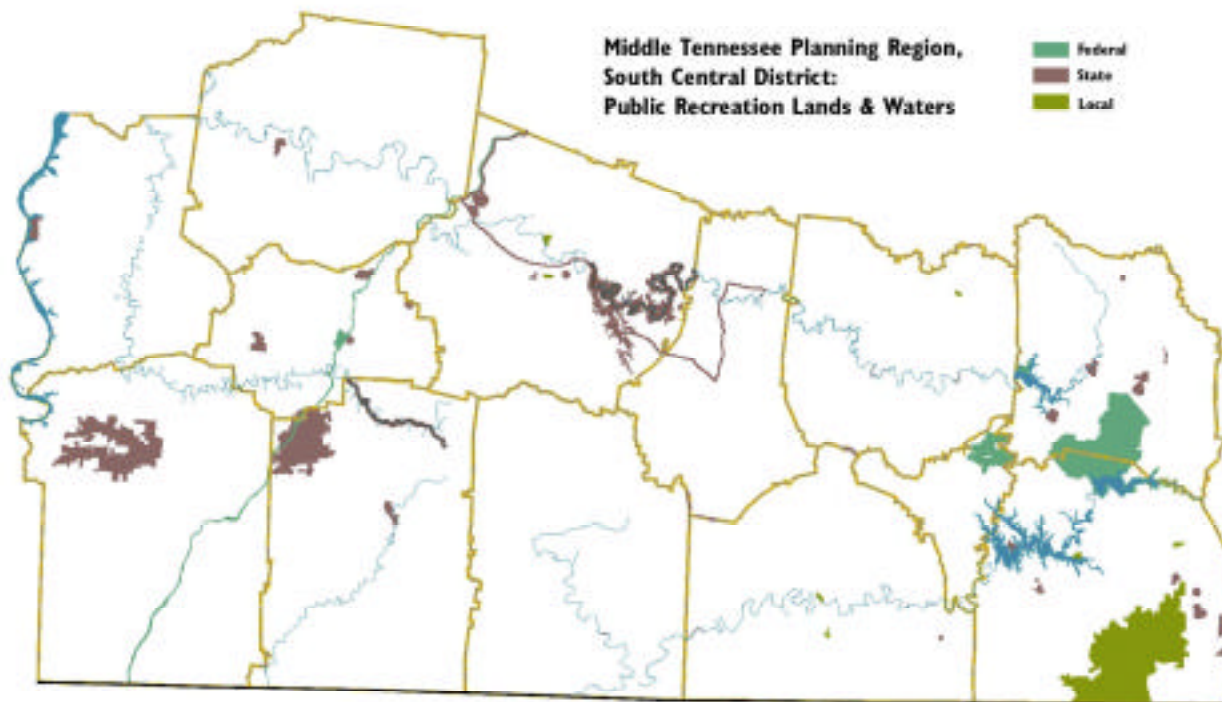 Middle Tennessee Planning Region,
South Central District:
Public Recreation Lands & Waters
Federal
State
Local